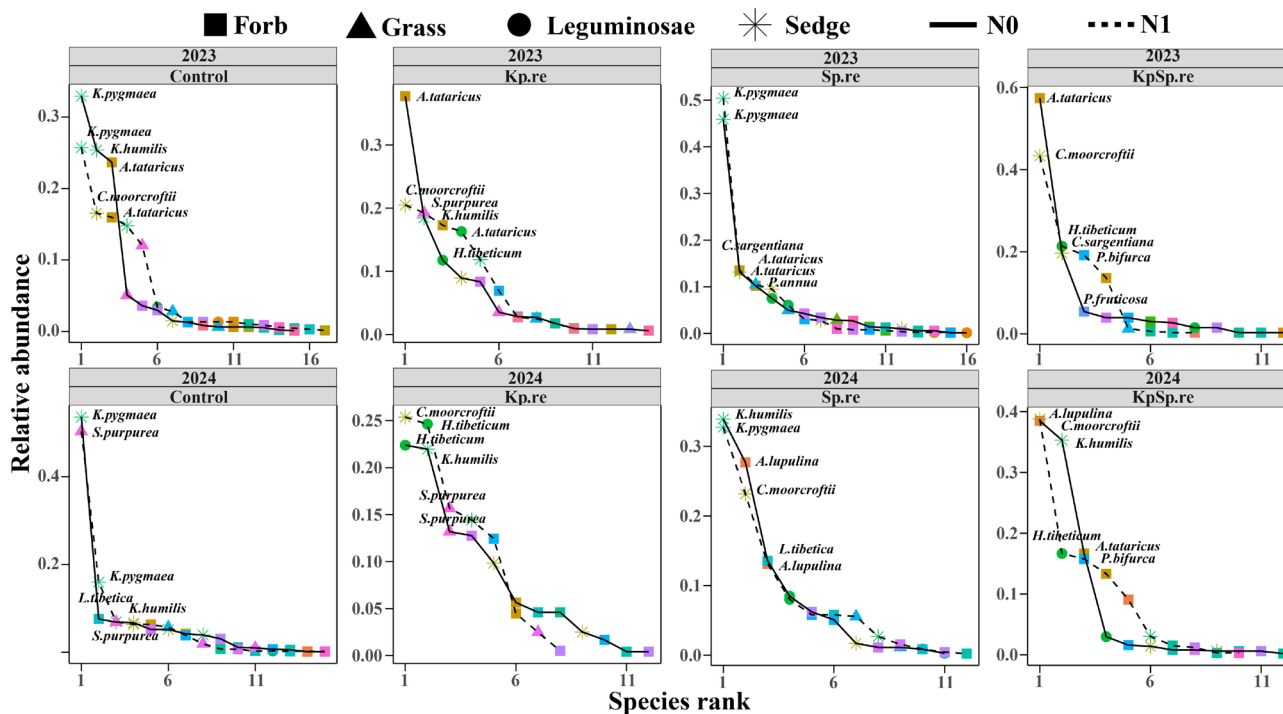 Forb Grass Leguminosae Sedge N0 N1
Relative abundance
2023 2023 2023 2023
Control Kp.re Sp.re KpSp.re
K.pygmaea
K.pygmaea
K.humilis
A.tataricus
C.moorcroftii
A.tataricus
0.3
0.2
0.1
0.0
1 6 11 16
A.tataricus
C.moorcroftii
S.purpurea
K.humilis
A.tataricus
H.tibeticum
0.3
0.2
0.1
0.0
1 6 11
K.pygmaea
K.pygmaea
C.sargentiana
A.tataricus
A.tataricus
P.annua
0.5
0.4
0.3
0.2
0.1
0.0
1 6 11 16
A.tataricus
C.moorcroftii
H.tibeticum
C.sargentiana
P.bifurca
P.fruticosa
0.6
0.4
0.2
0.0
1 6 11
2024 2024 2024 2024
Control Kp.re Sp.re KpSp.re
K.pygmaea
S.purpurea
K.pygmaea
L.tibetica
K.humilis
S.purpurea
0.4
0.2
1 6 11
C.moorcroftii
H.tibeticum
H.tibeticum
K.humilis
S.purpurea
S.purpurea
0.25
0.20
0.15
0.10
0.05
0.00
1 6 11
K.humilis
K.pygmaea
A.lupulina
C.moorcroftii
L.tibetica
A.lupulina
0.3
0.2
0.1
0.0
1 6 11
A.lupulina
C.moorcroftii
K.humilis
H.tibeticum
A.tataricus
P.bifurca
0.4
0.3
0.2
0.1
0.0
1 6 11
Species rank